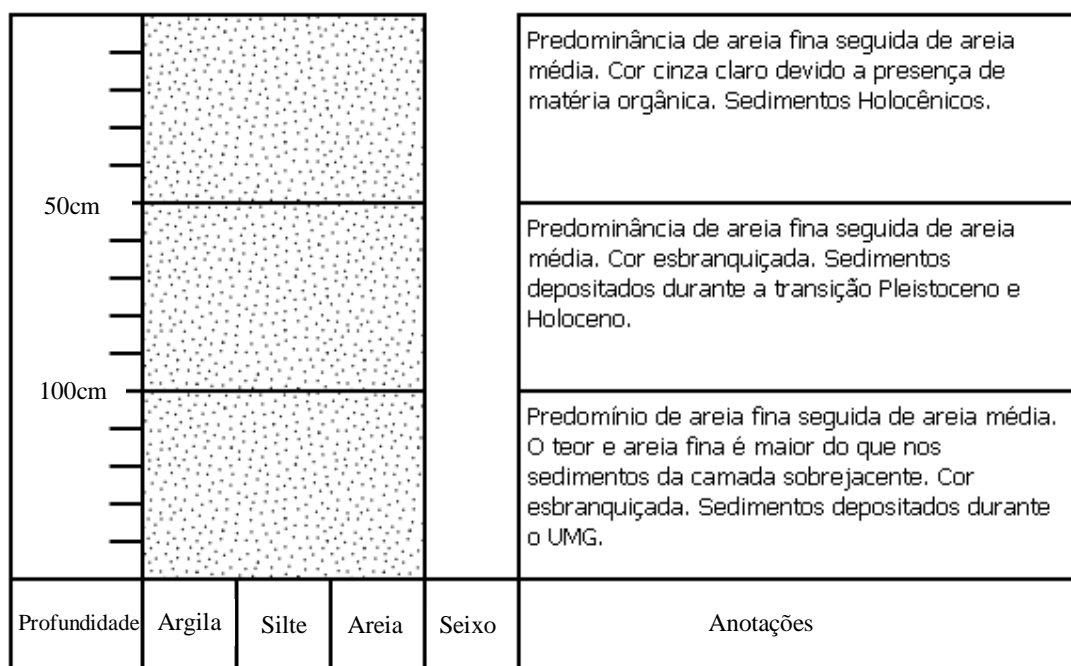 Predominância de areia fina seguida de areia
média. Cor cinza claro devido a presença de
matéria orgânica. Sedimentos Holocênicos.
50cm
Predominância de areia fina seguida de areia
média. Cor esbranquiçada. Sedimentos
depositados durante a transição Pleistoceno e
Holoceno.
100cm
Predomínio de areia fina seguida de areia média.
O teor e areia fina é maior do que nos
sedimentos da camada sobrejacente. Cor
esbranquiçada. Sedimentos depositados durante
o UMG.
Profundidade Argila Silte Areia Seixo Anotações